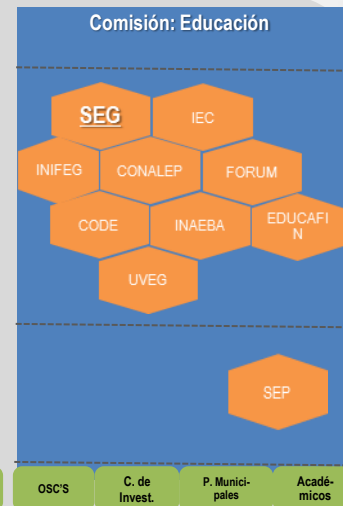 Comisión: Educación
SEG
IEC
INIFEG
CONALEP
FORUM
CODE
INAEBA
EDUCAFI
N
UVEG
SEP
OSC'S
C. de
Invest.
P. Munici-
pales
Acadé-
micos